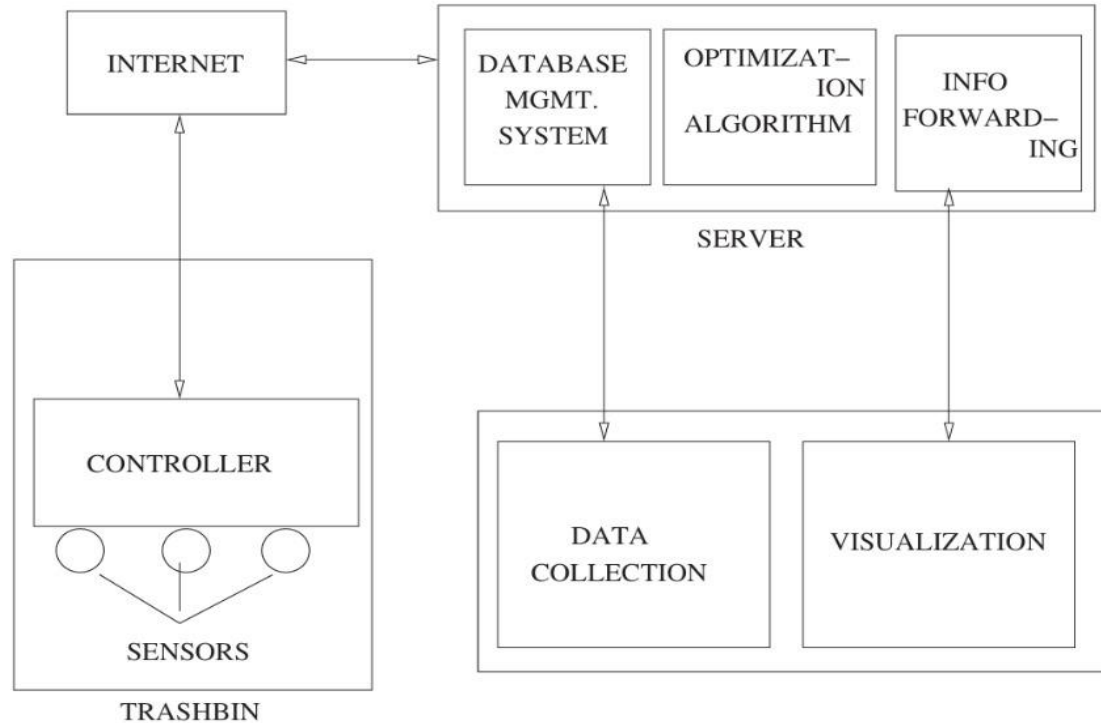 INTERNET
DATABASE
MGMT.
SYSTEM
OPTIMIZAT–
ION
ALGORITHM
INFO
FORWARD–
ING
SERVER
CONTROLLER
SENSORS
TRASHBIN
DATA
COLLECTION
VISUALIZATION